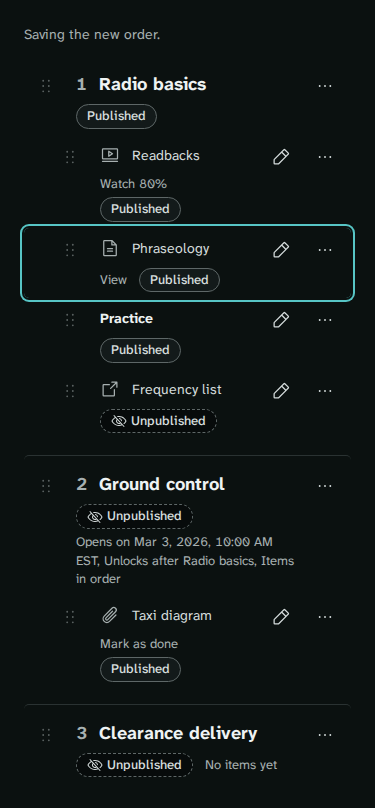 Saving the new order.
1 Radio basics
Published
Readbacks
Watch 80%
Published
Phraseology
View Published
Practice
Published
Frequency list
Unpublished
2 Ground control
Unpublished
Opens on Mar 3, 2026, 10:00 AM
EST, Unlocks after Radio basics, Items
in order
Taxi diagram
Mark as done
Published
3 Clearance delivery
Unpublished No items yet